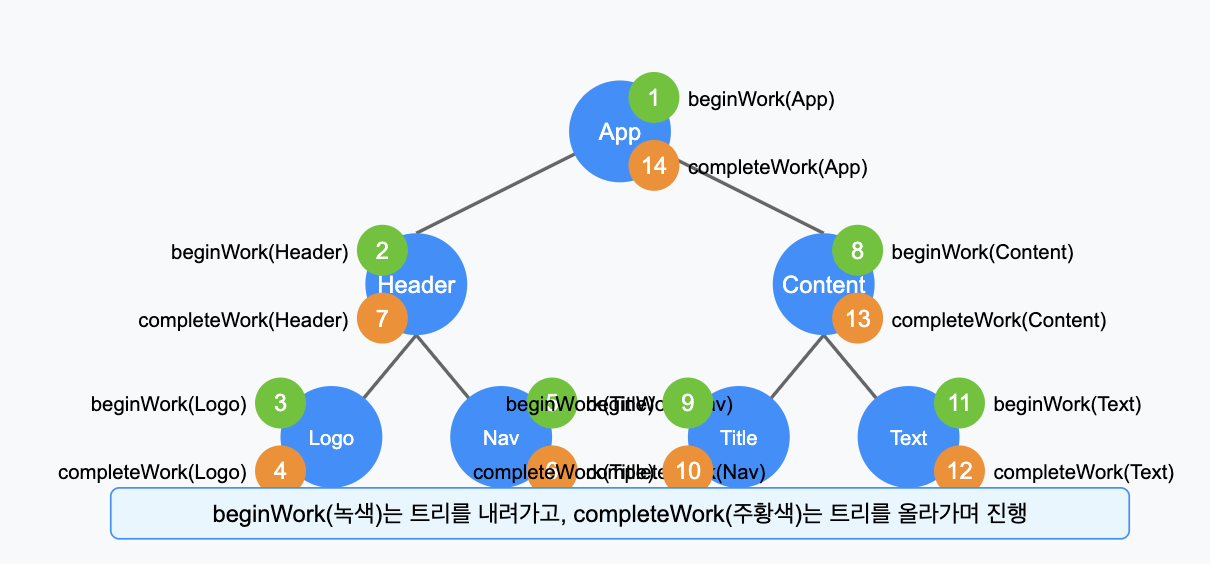 1
beginWork(App)
App
14
completeWork(App)
2
beginWork(Header)
Header
7
completeWork(Header)
8
beginWork(Content)
Content
13
completeWork(Content)
3
beginWork(Logo)
Logo
4
completeWork(Logo)
5
beginWork(Nav)
Nav
6
completeWork(Nav)
9
beginWork(Title)
Title
10
completeWork(Title)
11
beginWork(Text)
Text
12
completeWork(Text)
beginWork(녹색)는 트리를 내려가고, completeWork(주황색)는 트리를 올라가며 진행